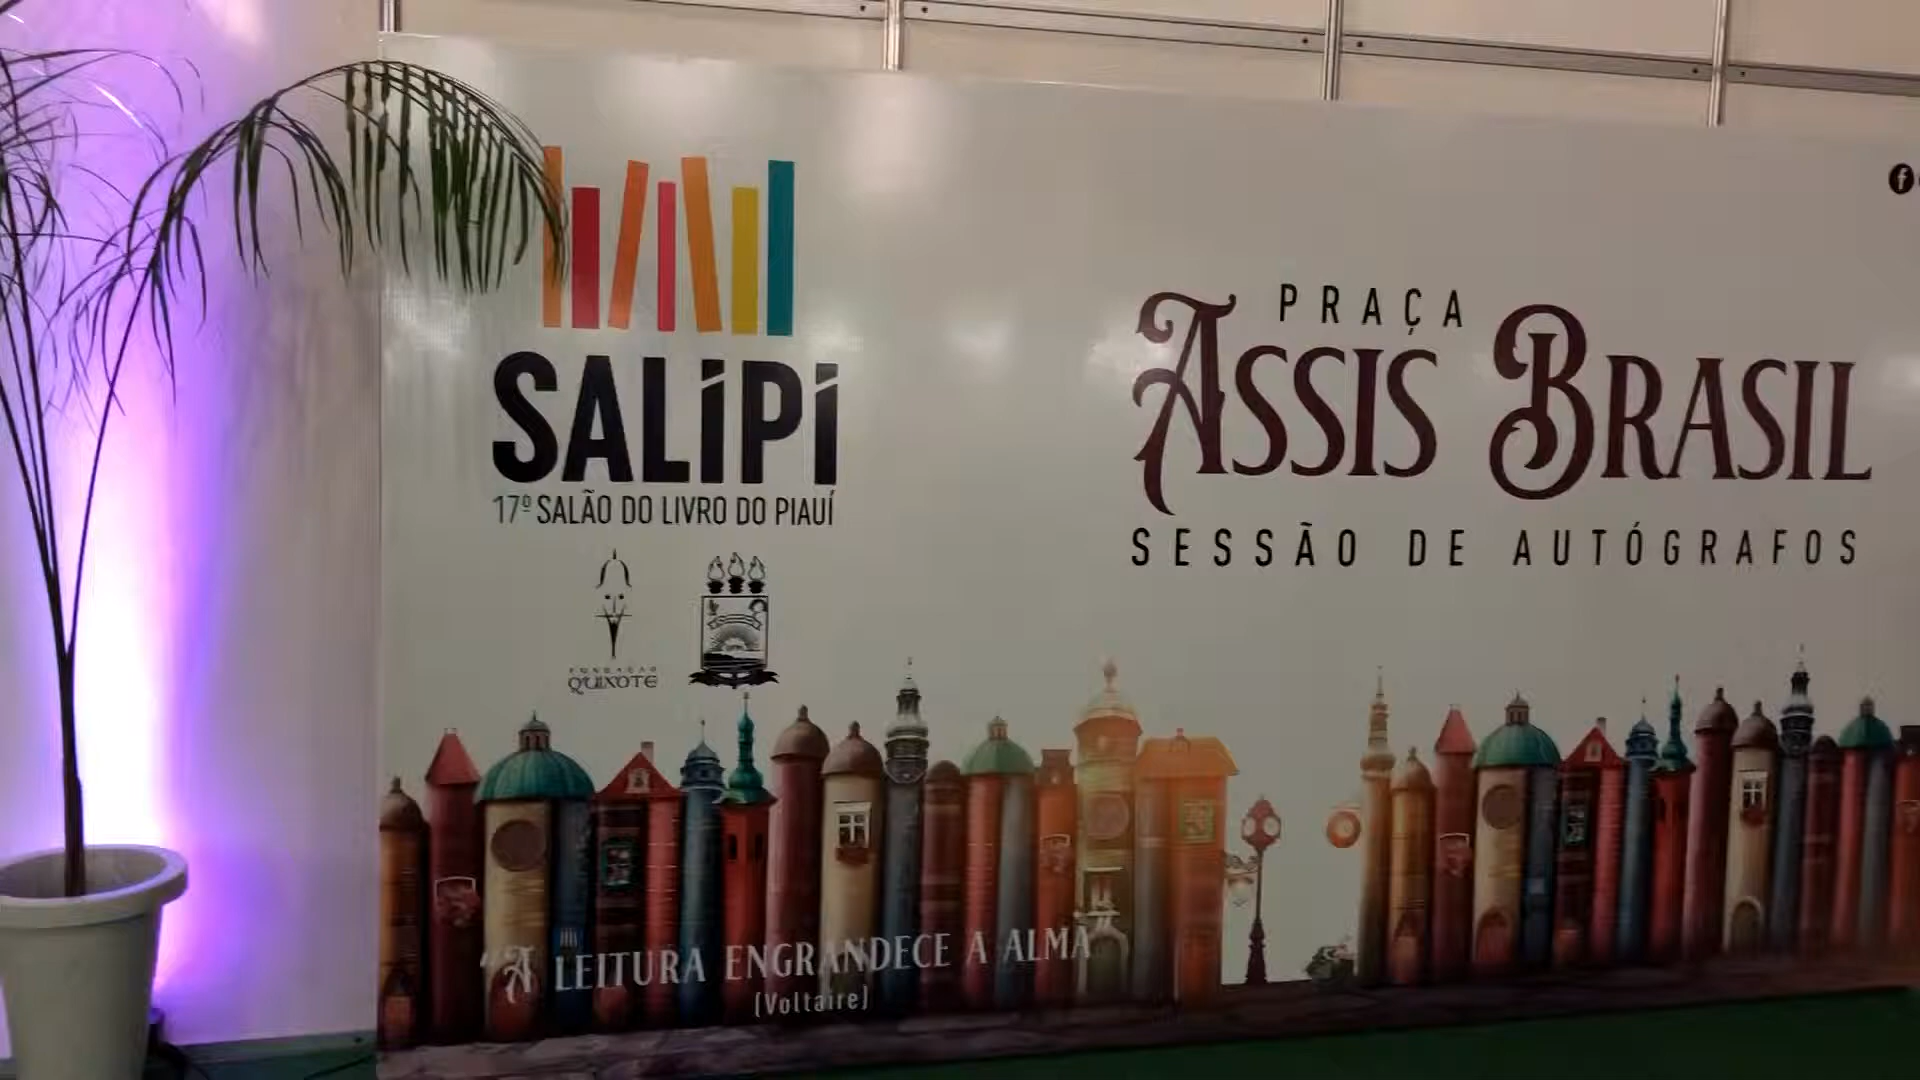 SALiPi
17º SALÃO DO LIVRO DO PIAUÍ
FUNDAÇÃO
QUIXOTE
PRAÇA
ASSIS BRASIL
SESSÃO DE AUTÓGRAFOS
"A LEITURA ENGRANDECE A ALMA"
(Voltaire)